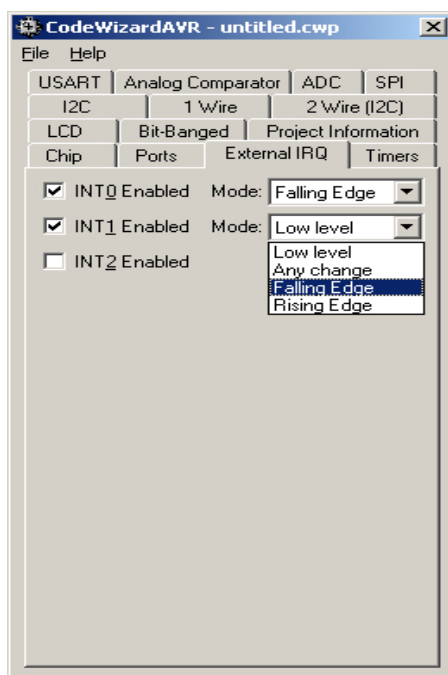 CodeWizardAVR - untitled.cwp
File Help
USART Analog Comparator ADC SPI
I2C 1 Wire 2 Wire (I2C)
LCD Bit-Banged Project Information
Chip Ports External IRQ Timers
INT0 Enabled Mode: Falling Edge
INT1 Enabled Mode: Low level
INT2 Enabled
Low level
Any change
Falling Edge
Rising Edge